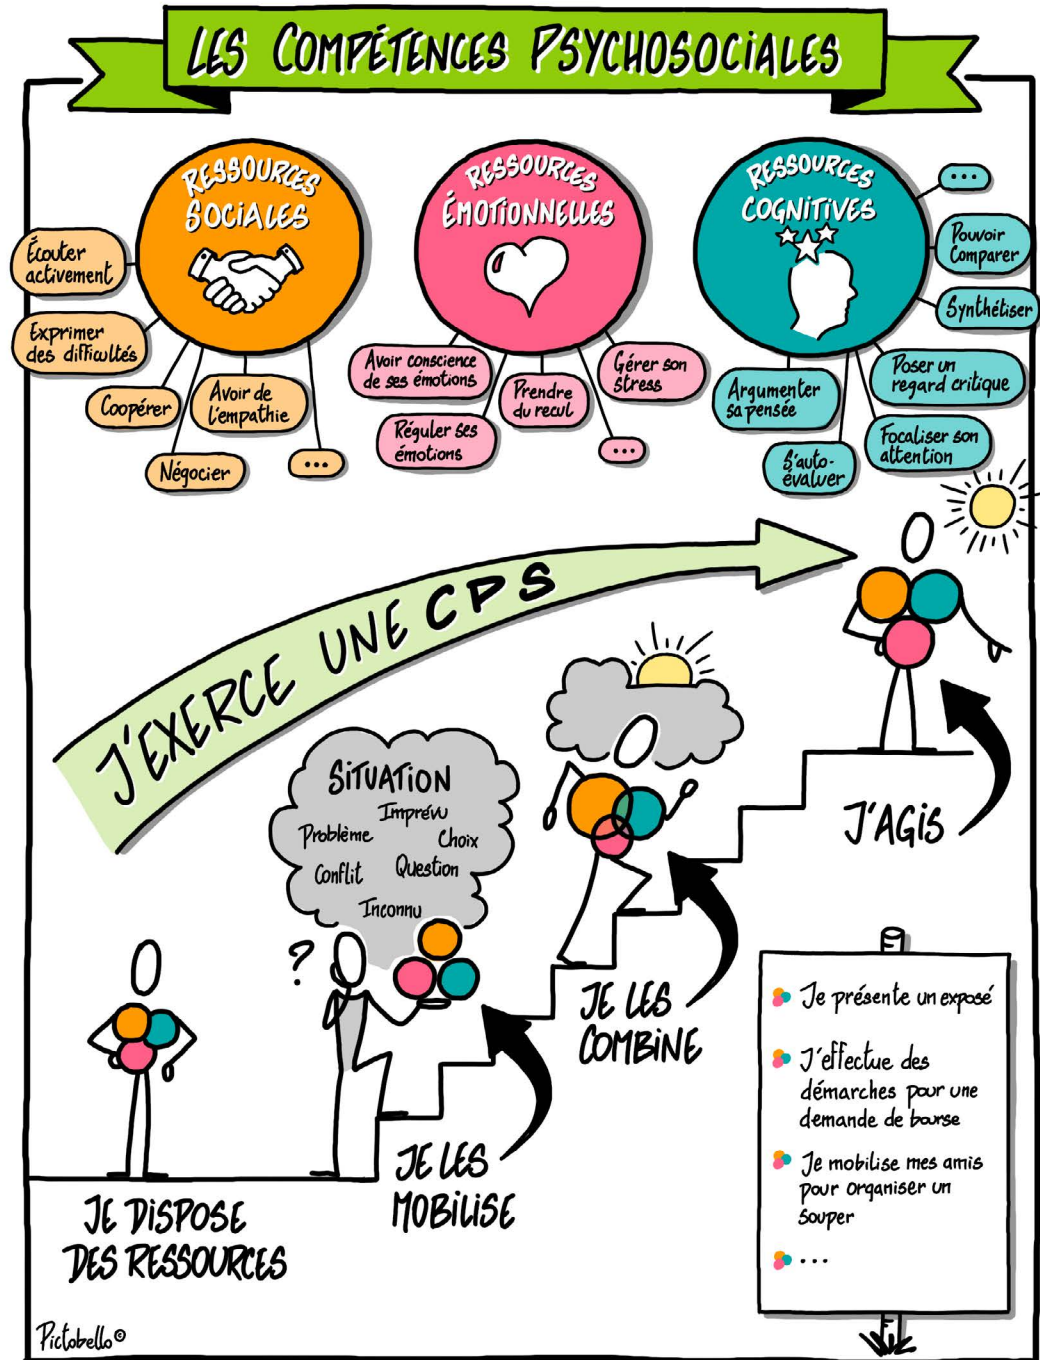 LES COMPÉTENCES PSYCHOSOCIALES
RESSOURCES
SOCIALES
Écouter
activement
Exprimer
des difficultés
Coopérer
Négocier
Avoir de
l'empathie
...
RESSOURCES
ÉMOTIONNELLES
Avoir conscience
de ses émotions
Réguler ses
émotions
Prendre
du recul
Gérer son
stress
...
RESSOURCES
COGNITIVES
...
Pouvoir
Comparer
Synthétiser
Poser un
regard critique
Focaliser son
attention
S'auto-
évaluer
Argumenter
sa pensée
J'EXERCE UNE CPS
SITUATION
Imprévu
Problème
Choix
Conflit
Question
Inconnu
?
JE DISPOSE
DES RESSOURCES
JE LES
MOBILISE
JE LES
COMBINE
J'AGIS
Je présente un exposé
J'effectue des
démarches pour une
demande de bourse
Je mobilise mes amis
pour organiser un
souper
...
Pictobello©